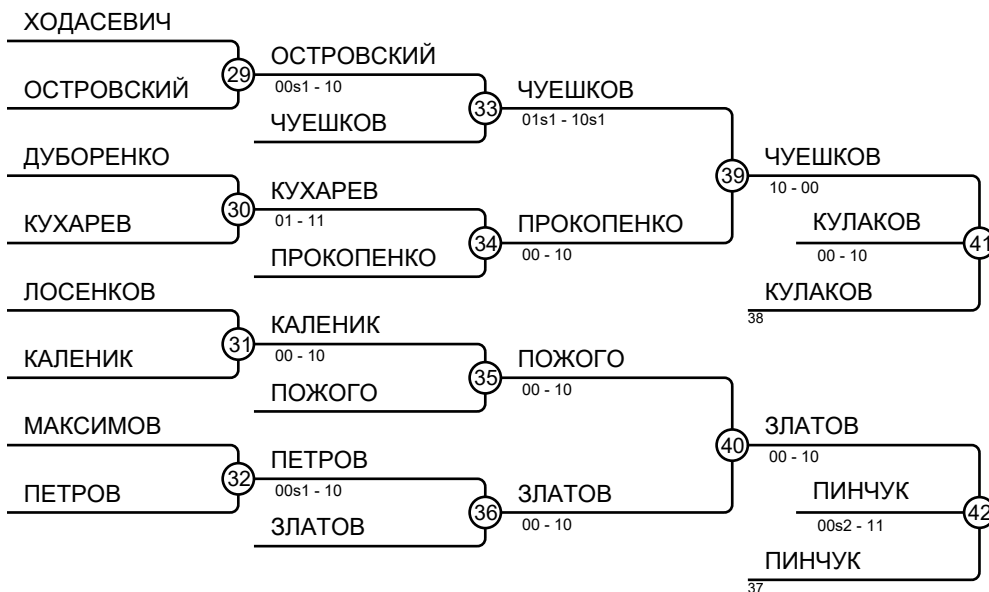 ХОДАСЕВИЧ
29
ОСТРОВСКИЙ
00s1 - 10
ОСТРОВСКИЙ
33
ЧУЕШКОВ
01s1 - 10s1
ЧУЕШКОВ
ДУБОРЕНКО
39
ЧУЕШКОВ
10 - 00
30
КУХАРЕВ
01 - 11
КУХАРЕВ
34
ПРОКОПЕНКО
00 - 10
КУЛАКОВ
00 - 10
41
ПРОКОПЕНКО
ЛОСЕНКОВ
КУЛАКОВ
38
31
КАЛЕНИК
00 - 10
КАЛЕНИК
35
ПОЖОГО
00 - 10
ПОЖОГО
МАКСИМОВ
40
ЗЛАТОВ
00 - 10
32
ПЕТРОВ
00s1 - 10
ПЕТРОВ
36
ЗЛАТОВ
00 - 10
ПИНЧУК
00s2 - 11
42
ЗЛАТОВ
ПИНЧУК
37